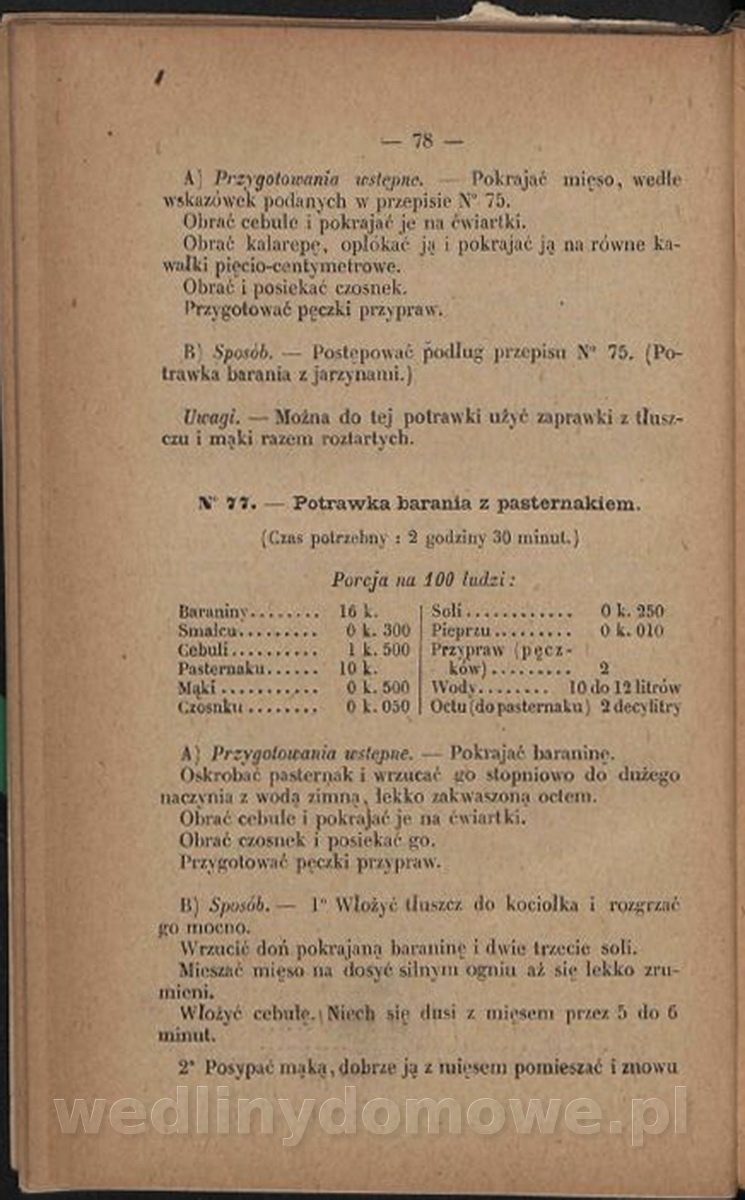 — 78 —
A) Przygotowania wstępne. — Pokrajać mięso, wedle
wskazówek podanych w przepisie Nº 75.
Obrać cebule i pokrajać je na ćwiartki.
Obrać kalarepę, opłókać ją i pokrajać ją na równe ka-
wałki pięcio-centymetrowe.
Obrać i posiekać czosnek.
Przygotować pęczki przypraw.
B) Sposób. — Postępować podług przepisu Nº 75. (Po-
trawka barania z jarzynami.)
Uwagi. — Można do tej potrawki użyć zaprawki z tłusz-
czu i mąki razem roztartych.
Nº 77. — Potrawka barania z pasternakiem.
(Czas potrzebny : 2 godziny 30 minut.)
Porcja na 100 ludzi :
Baraniny........ 16 k.
Smalcu......... 0 k. 300
Cebuli.......... 1 k. 500
Pasternaku...... 10 k.
Mąki........... 0 k. 500
Czosnku........ 0 k. 050
Soli............ 0 k. 250
Pieprzu......... 0 k. 010
Przypraw (pęcz-
ków)......... 2
Wody........ 10 do 12 litrów
Octu (do pasternaku) 2 decylitry
A) Przygotowania wstępne. — Pokrajać baraninę.
Oskrobać pasternak i wrzucać go stopniowo do dużego
naczynia z wodą zimną, lekko zakwaszoną octem.
Obrać cebule i pokrajać je na ćwiartki.
Obrać czosnek i posiekać go.
Przygotować pęczki przypraw.
B) Sposób. — 1º Włożyć tłuszcz do kociołka i rozgrzać
go mocno.
Wrzucić doń pokrajaną baraninę i dwie trzecie soli.
Mieszać mięso na dosyć silnym ogniu aż się lekko zru-
mieni.
Włożyć cebulę. Niech się dusi z mięsem przez 5 do 6
minut.
2º Posypać mąką, dobrze ją z mięsem pomieszać i znowu
wedlinydomowe.pl